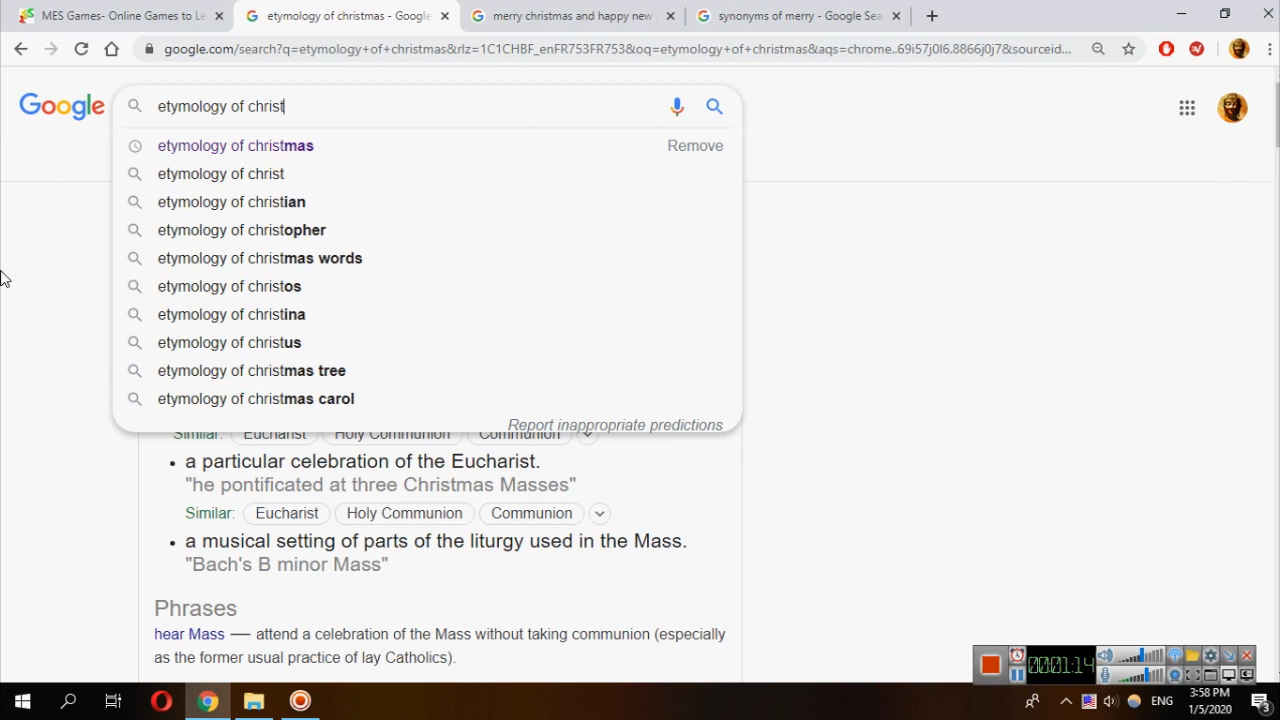 MES Games- Online Games to Le
etymology of christmas - Google
merry christmas and happy new
synonyms of merry - Google Sea
google.com/search?q=etymology+of+christmas&rlz=1C1CHBF_enFR753FR753&oq=etymology+of+christmas&aqs=chrome..69i57j0l6.8866j0j7&sourceid...
Google
etymology of christ
etymology of christmas
Remove
etymology of christ
etymology of christian
etymology of christopher
etymology of christmas words
etymology of christos
etymology of christina
etymology of christus
etymology of christmas tree
etymology of christmas carol
Report inappropriate predictions
Similar: Eucharist Holy Communion Communion
• a particular celebration of the Eucharist.
"he pontificated at three Christmas Masses"
Similar: Eucharist Holy Communion Communion
• a musical setting of parts of the liturgy used in the Mass.
"Bach's B minor Mass"
Phrases
hear Mass — attend a celebration of the Mass without taking communion (especially
as the former usual practice of lay Catholics).
00:01:14
ENG
3:58 PM
1/5/2020
3